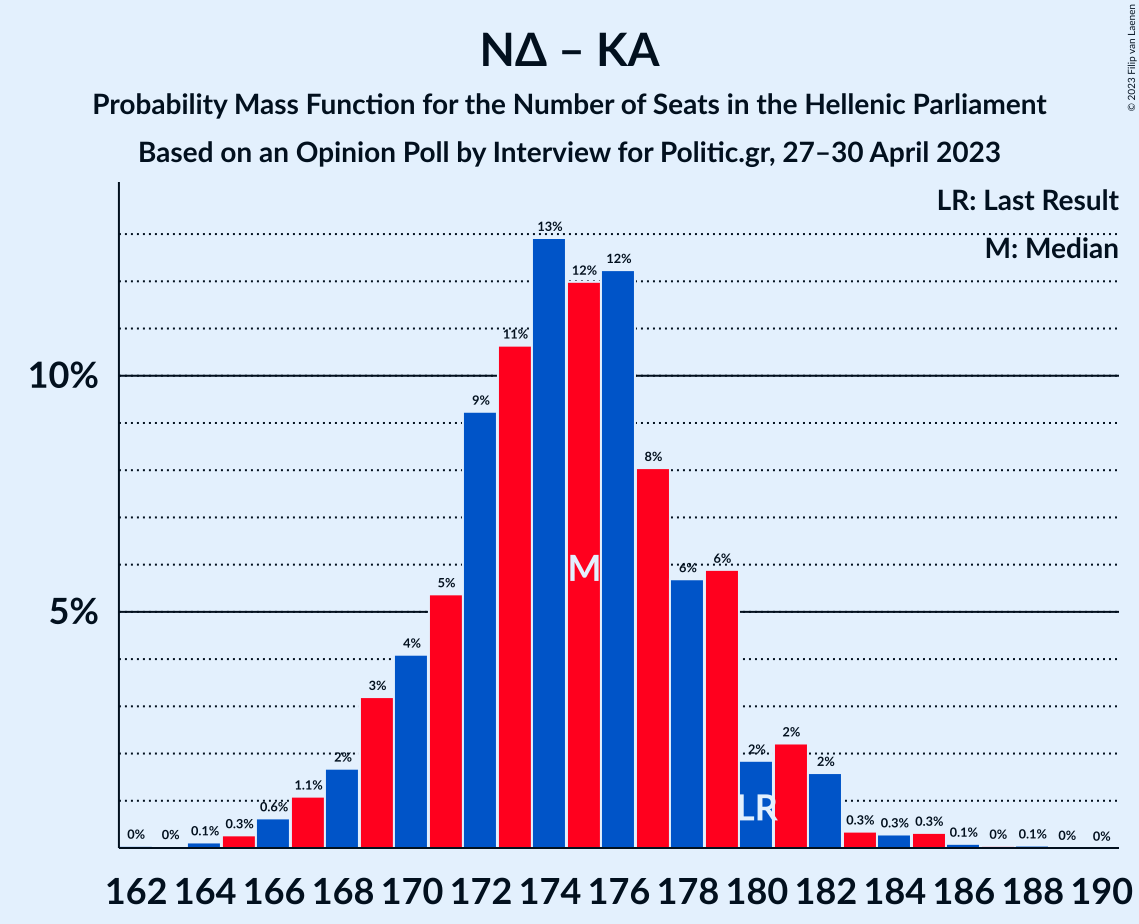 © 2023 Filip van Laenen
ΝΔ – ΚΑ
Probability Mass Function for the Number of Seats in the Hellenic Parliament
Based on an Opinion Poll by Interview for Politic.gr, 27–30 April 2023
LR: Last Result
M: Median
10%
5%
0% 0% 0.1% 0.3% 0.6% 1.1% 2% 3% 4% 5% 9% 11% 13% 12% 12% 8% 6% 6% 2% 2% 2% 0.3% 0.3% 0.3% 0.1% 0% 0.1% 0% 0%
M
LR
162 164 166 168 170 172 174 176 178 180 182 184 186 188 190